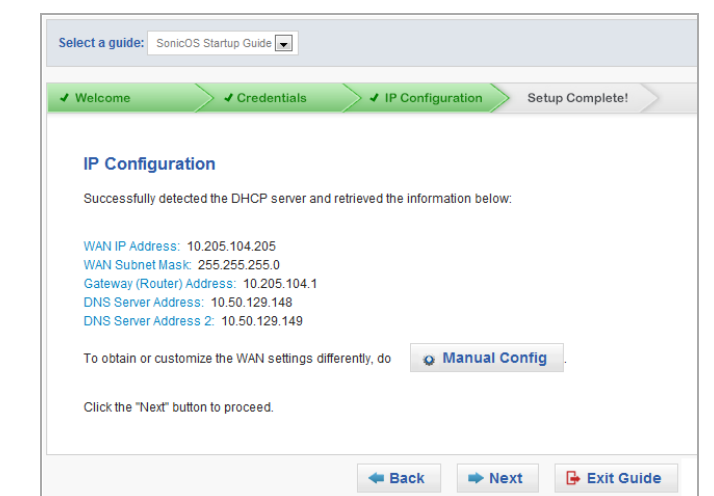 Select a guide: SonicOS Startup Guide
Welcome Credentials IP Configuration Setup Complete!
IP Configuration
Successfully detected the DHCP server and retrieved the information below:
WAN IP Address: 10.205.104.205
WAN Subnet Mask: 255.255.255.0
Gateway (Router) Address: 10.205.104.1
DNS Server Address: 10.50.129.148
DNS Server Address 2: 10.50.129.149
To obtain or customize the WAN settings differently, do Manual Config .
Click the "Next" button to proceed.
Back Next Exit Guide